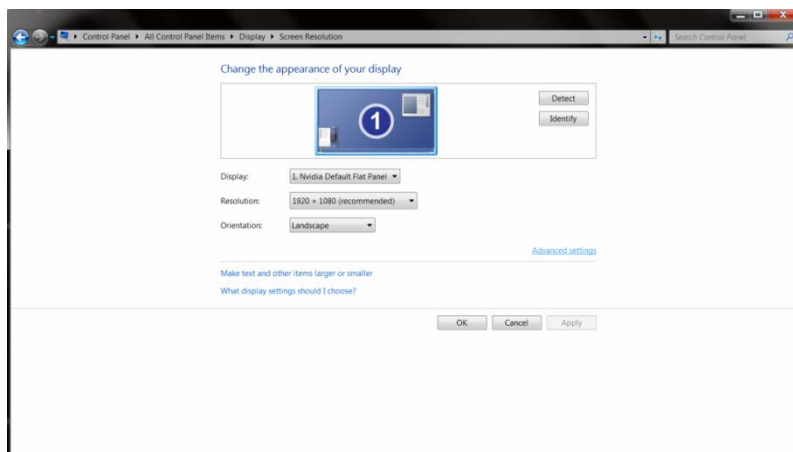 Control Panel ▸ All Control Panel Items ▸ Display ▸ Screen Resolution
Search Control Panel
Change the appearance of your display
1
Detect
Identify
Display: 1. Nvidia Default Flat Panel
Resolution: 1920 × 1080 (recommended)
Orientation: Landscape
Advanced settings
Make text and other items larger or smaller
What display settings should I choose?
OK Cancel Apply